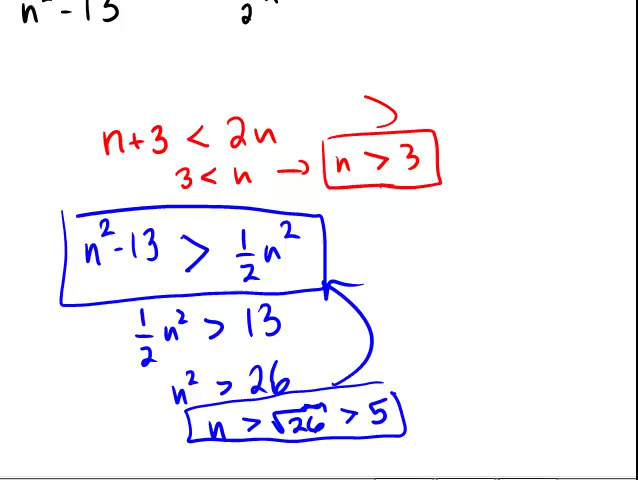 n² - 13
n+3 < 2n
3 < n → n > 3
n² - 13 > ½n²
½n² > 13
n² > 26
n > √26 > 5